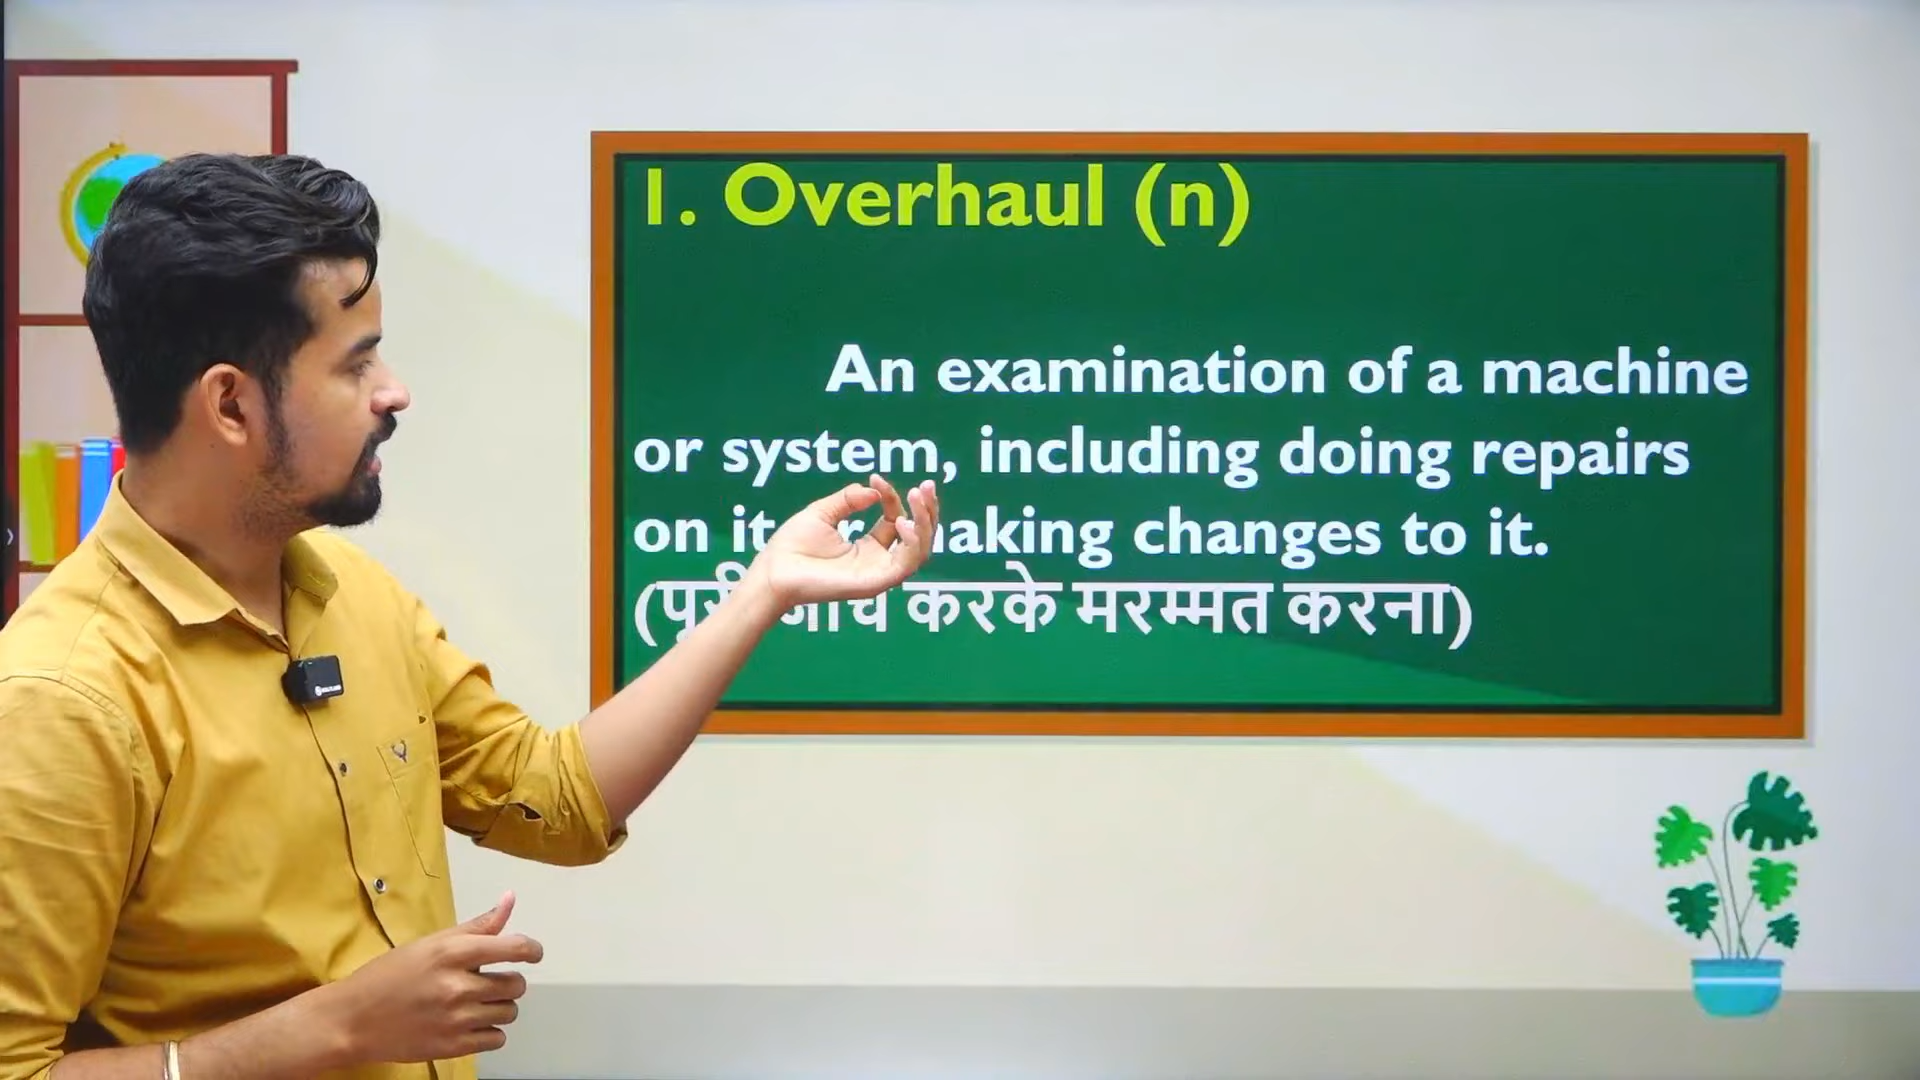 1. Overhaul (n)
An examination of a machine
or system, including doing repairs
on making changes to it.
करके मरम्मत करना)